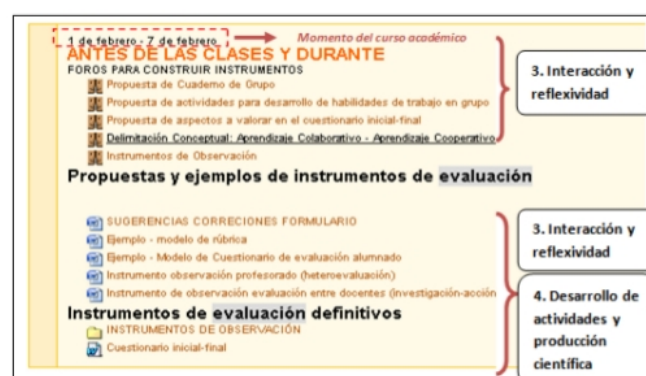 1 de febrero - 7 de febrero
Momento del curso académico
ANTES DE LAS CLASES Y DURANTE
FOROS PARA CONSTRUIR INSTRUMENTOS
Propuesta de Cuaderno de Grupo
Propuesta de actividades para desarrollo de habilidades de trabajo en grupo
Propuesta de aspectos a valorar en el cuestionario inicial-final
Delimitación Conceptual: Aprendizaje Colaborativo - Aprendizaje Cooperativo
Instrumentos de Observación
3. Interacción y
reflexividad
Propuestas y ejemplos de instrumentos de evaluación
SUGERENCIAS CORRECIONES FORMULARIO
Ejemplo - modelo de rúbrica
Ejemplo - Modelo de Cuestionario de evaluación alumnado
Instrumento observación profesorado (heteroevaluación)
Instrumento de observación evaluación entre docentes (investigación-acción
3. Interacción y
reflexividad
Instrumentos de evaluación definitivos
INSTRUMENTOS DE OBSERVACIÓN
Cuestionario inicial-final
4. Desarrollo de
actividades y
producción
científica